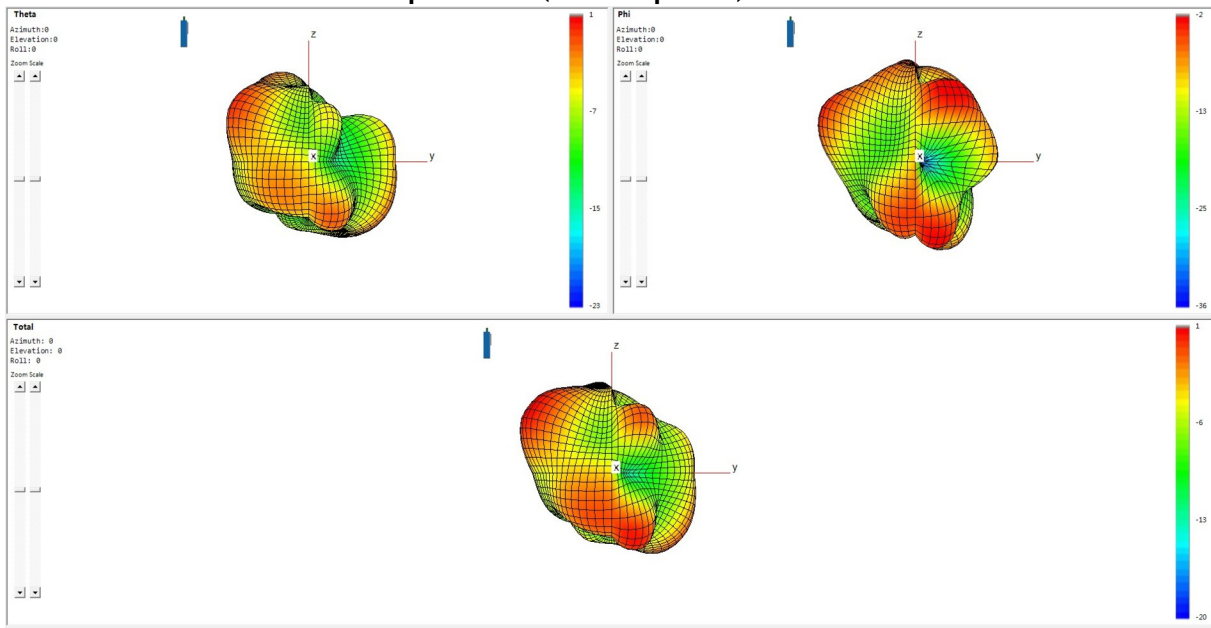 Theta
Azimuth:0
Elevation:0
Roll:0
Zoom Scale
z
x
y
1
-7
-15
-23
Phi
Azimuth:0
Elevation:0
Roll:0
Zoom Scale
z
x
y
-2
-13
-25
-36
Total
Azimuth: 0
Elevation: 0
Roll: 0
Zoom Scale
z
x
y
1
-6
-13
-20